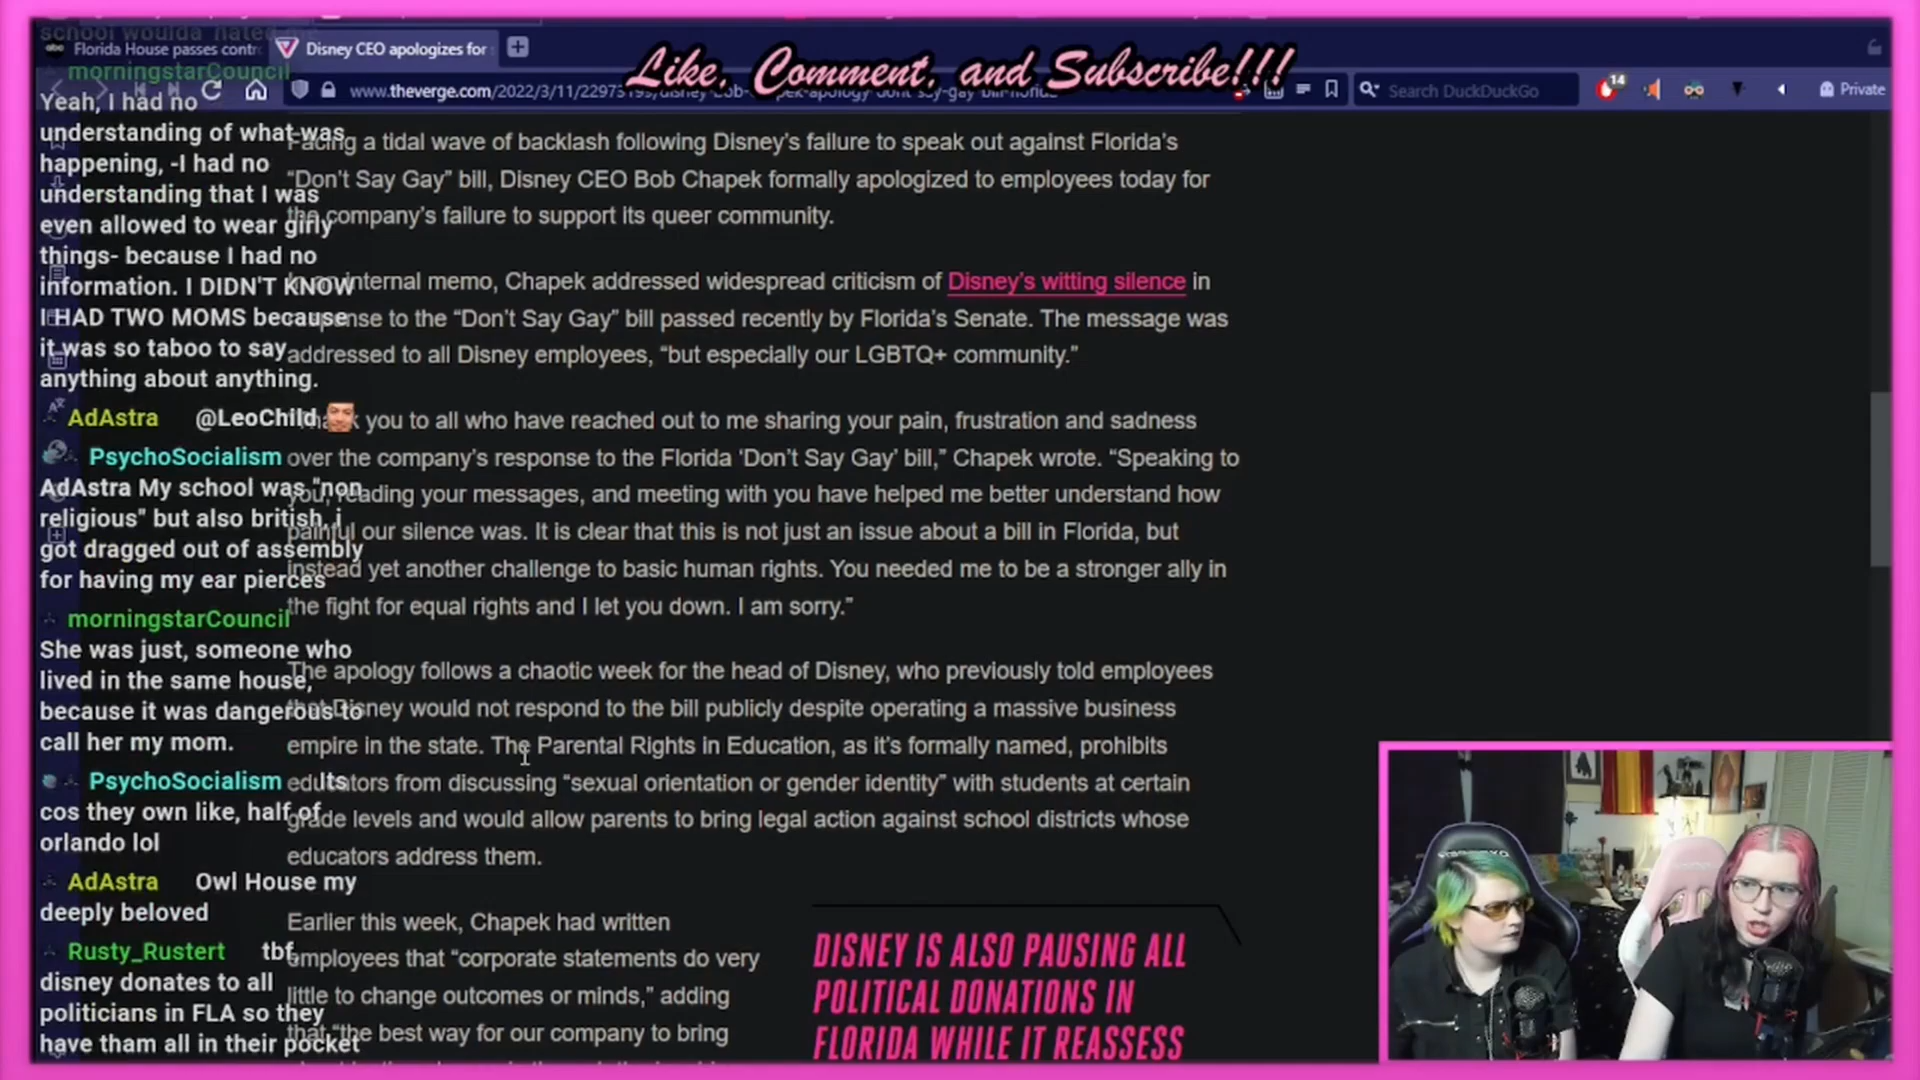 school woulda hated me
morningstarCouncil
Yeah, I had no
understanding of what was
happening, -I had no
understanding that I was
even allowed to wear girly
things- because I had no
information. I DIDN'T KNOW
I HAD TWO MOMS because
it was so taboo to say
anything about anything.
AdAstra @LeoChild
PsychoSocialism
AdAstra My school was "non
religious" but also british, i
got dragged out of assembly
for having my ear pierces
morningstarCouncil
She was just, someone who
lived in the same house,
because it was dangerous to
call her my mom.
PsychoSocialism Its
cos they own like, half of
orlando lol
AdAstra Owl House my
deeply beloved
Rusty_Rustert tbf,
disney donates to all
politicians in FLA so they
have tham all in their pocket
abc Florida House passes contr
Disney CEO apologizes for
Like, Comment, and Subscribe!!!
www.theverge.com/2022/3/11/22973199/disney-bob-chapek-apology-dont-say-gay-bill-florida
Search DuckDuckGo
14
Private
Facing a tidal wave of backlash following Disney's failure to speak out against Florida's
"Don't Say Gay" bill, Disney CEO Bob Chapek formally apologized to employees today for
the company's failure to support its queer community.
In an internal memo, Chapek addressed widespread criticism of Disney's witting silence in
response to the "Don't Say Gay" bill passed recently by Florida's Senate. The message was
addressed to all Disney employees, "but especially our LGBTQ+ community."
"Thank you to all who have reached out to me sharing your pain, frustration and sadness
over the company's response to the Florida 'Don't Say Gay' bill," Chapek wrote. "Speaking to
you, reading your messages, and meeting with you have helped me better understand how
painful our silence was. It is clear that this is not just an issue about a bill in Florida, but
instead yet another challenge to basic human rights. You needed me to be a stronger ally in
the fight for equal rights and I let you down. I am sorry."
The apology follows a chaotic week for the head of Disney, who previously told employees
that Disney would not respond to the bill publicly despite operating a massive business
empire in the state. The Parental Rights in Education, as it's formally named, prohibits
educators from discussing "sexual orientation or gender identity" with students at certain
grade levels and would allow parents to bring legal action against school districts whose
educators address them.
Earlier this week, Chapek had written
employees that "corporate statements do very
little to change outcomes or minds," adding
that "the best way for our company to bring
DISNEY IS ALSO PAUSING ALL
POLITICAL DONATIONS IN
FLORIDA WHILE IT REASSESS